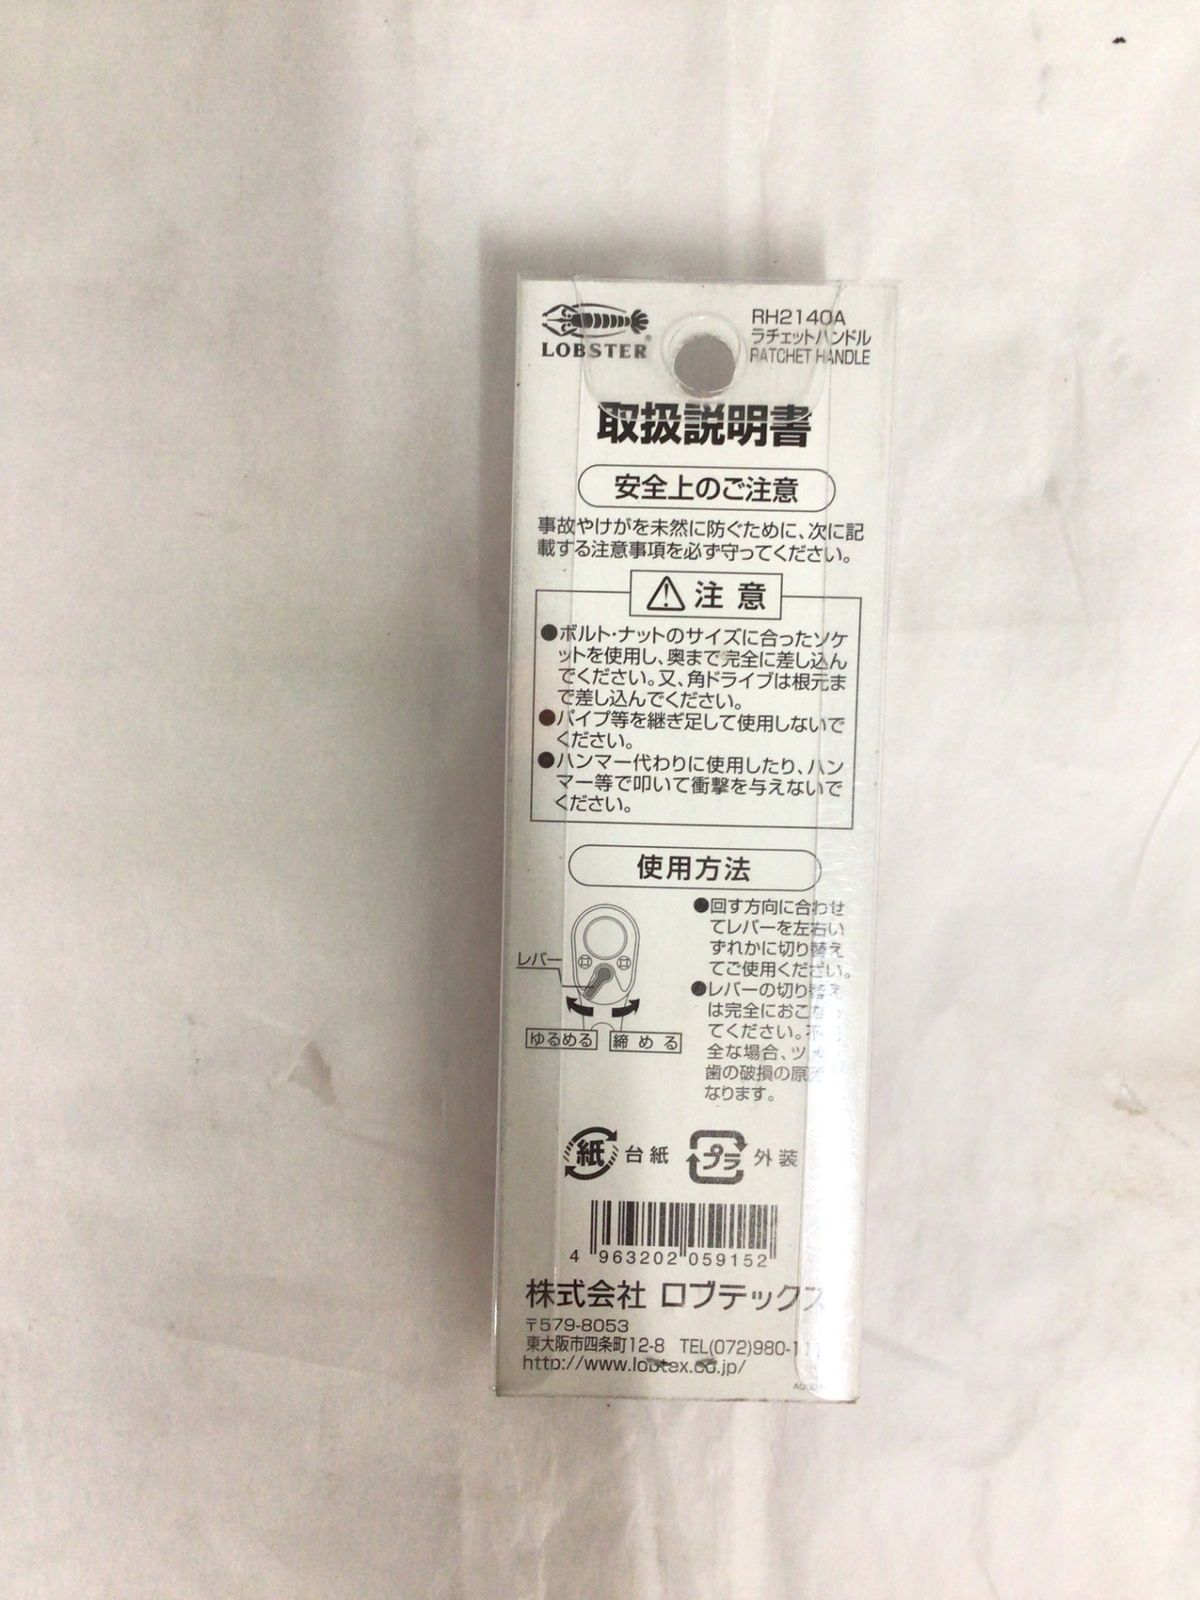 LOBSTER
RH2140A
ラチェットハンドル
RATCHET HANDLE
取扱説明書
安全上のご注意
事故やけがを未然に防ぐために、次に記
載する注意事項を必ず守ってください。
注 意
●ボルト・ナットのサイズに合ったソケ
ットを使用し、奥まで完全に差し込ん
でください。又、角ドライブは根元ま
で差し込んでください。
●パイプ等を継ぎ足して使用しないで
ください。
●ハンマー代わりに使用したり、ハン
マー等で叩いて衝撃を与えないで
ください。
使用方法
レバー
ゆるめる
締 め る
●回す方向に合わせ
てレバーを左右い
ずれかに切り替え
てご使用ください。
●レバーの切り替え
は完全におこな
てください。
全な場合、ツ
歯の破損の原
なります。
紙 台紙
プラ 外装
4 963202 059152
株式会社 ロブテックス
〒579-8053
東大阪市四条町12-8 TEL(072)980-11
http://www.lobtex.co.jp/